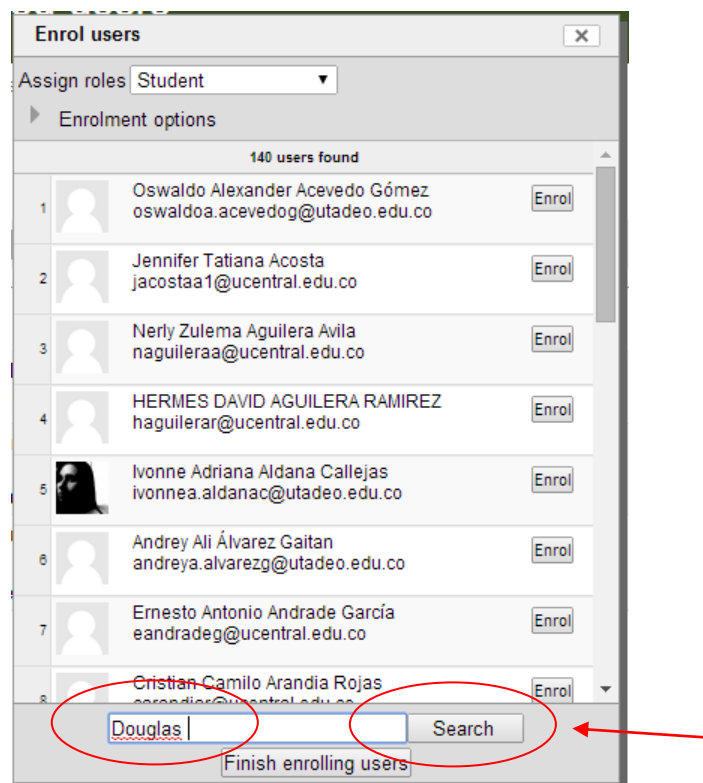 Enrol users
Assign roles Student
Enrolment options
140 users found
1 Oswaldo Alexander Acevedo Gómez Enrol
oswaldoa.acevedog@utadeo.edu.co
2 Jennifer Tatiana Acosta Enrol
jacostaa1@ucentral.edu.co
3 Nerly Zulema Aguilera Avila Enrol
naguileraa@ucentral.edu.co
4 HERMES DAVID AGUILERA RAMIREZ Enrol
haguilerar@ucentral.edu.co
5 Ivonne Adriana Aldana Callejas Enrol
ivonnea.aldanac@utadeo.edu.co
6 Andrey Ali Álvarez Gaitan Enrol
andreya.alvarezg@utadeo.edu.co
7 Ernesto Antonio Andrade García Enrol
eandradeg@ucentral.edu.co
8 Cristian Camilo Arandia Rojas Enrol
Douglas Search
Finish enrolling users